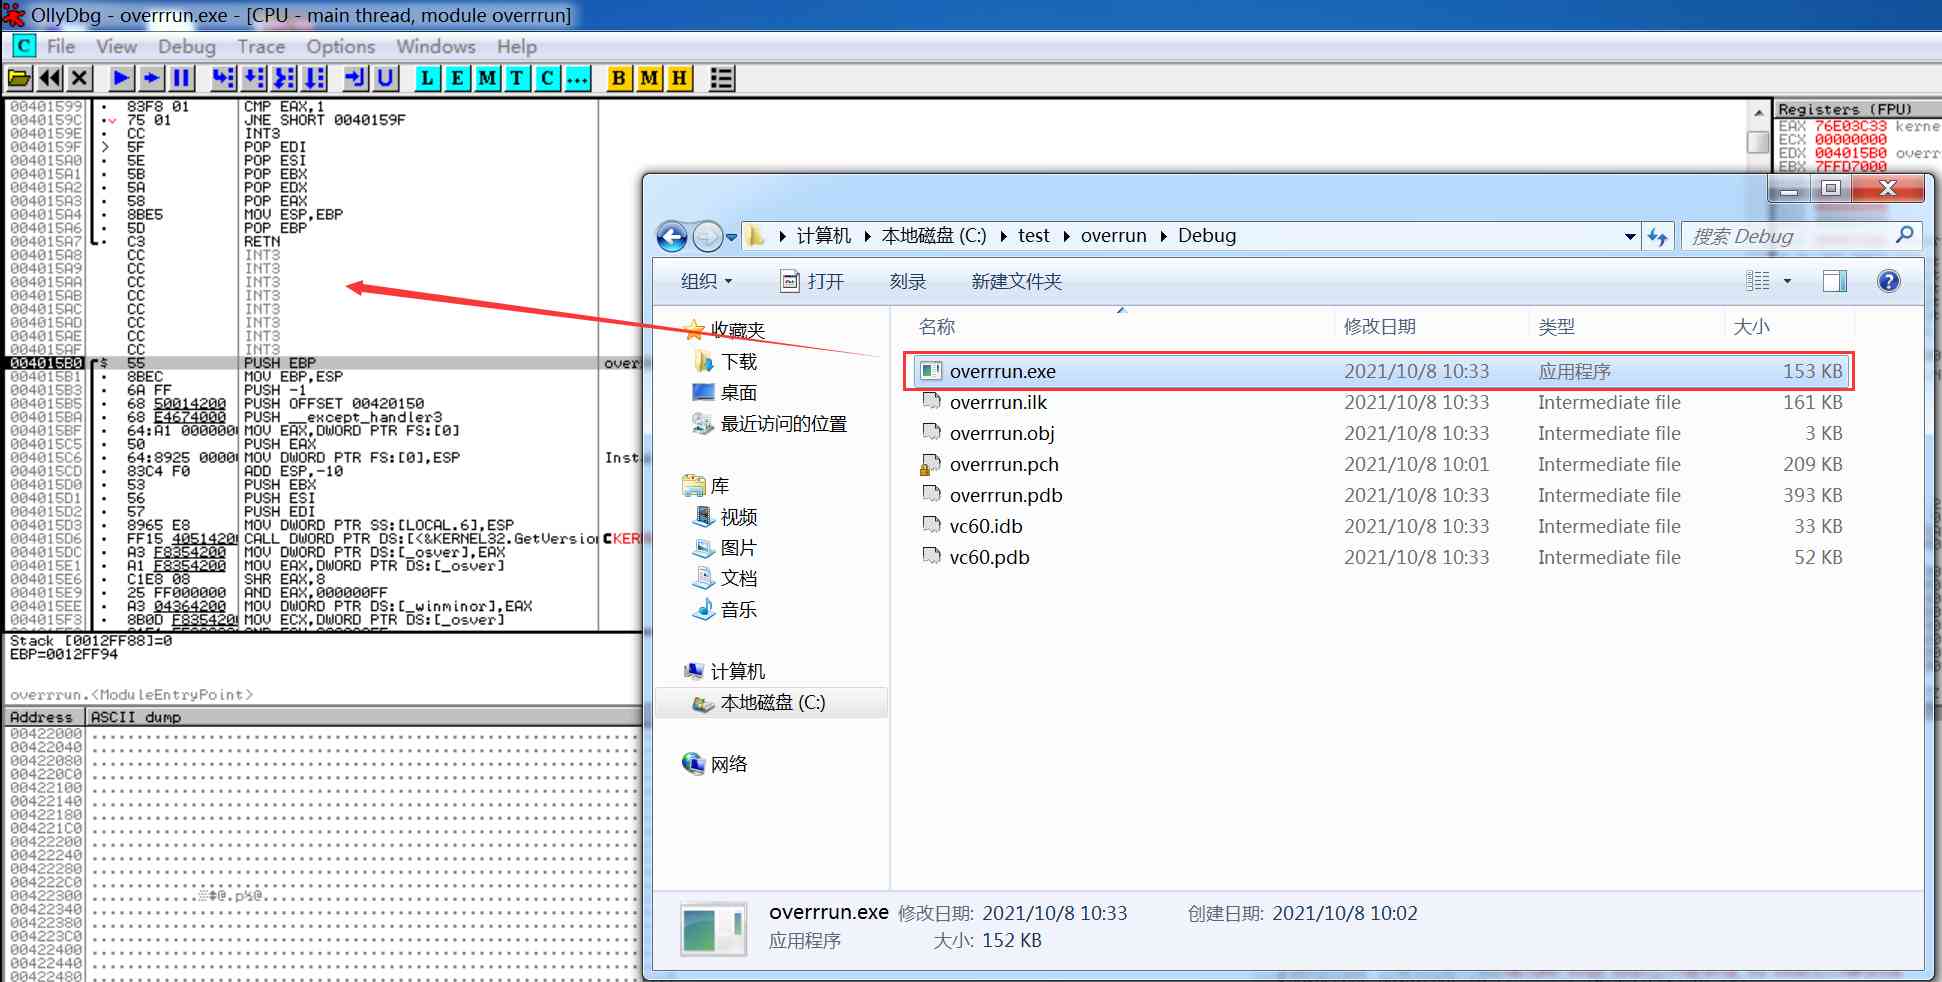 OllyDbg - overrrun.exe - [CPU - main thread, module overrrun]
C File View Debug Trace Options Windows Help
L E M T C ... B M H
00401599 83F8 01 CMP EAX,1
0040159C 75 01 JNE SHORT 0040159F
0040159E CC INT3
0040159F 5F POP EDI
004015A0 5E POP ESI
004015A1 5B POP EBX
004015A2 5A POP EDX
004015A3 58 POP EAX
004015A4 8BE5 MOV ESP,EBP
004015A6 5D POP EBP
004015A7 C3 RETN
004015A8 CC INT3
004015A9 CC INT3
004015AA CC INT3
004015AB CC INT3
004015AC CC INT3
004015AD CC INT3
004015AE CC INT3
004015AF CC INT3
004015B0 55 PUSH EBP
004015B1 8BEC MOV EBP,ESP
004015B3 6A FF PUSH -1
004015B5 68 50014200 PUSH OFFSET 00420150
004015BA 68 E4674000 PUSH __except_handler3
004015BF 64:A1 000000 MOV EAX,DWORD PTR FS:[0]
004015C5 50 PUSH EAX
004015C6 64:8925 0000 MOV DWORD PTR FS:[0],ESP Inst
004015CD 83C4 F0 ADD ESP,-10
004015D0 53 PUSH EBX
004015D1 56 PUSH ESI
004015D2 57 PUSH EDI
004015D3 8965 E8 MOV DWORD PTR SS:[LOCAL.6],ESP
004015D6 FF15 4051420 CALL DWORD PTR DS:[<&KERNEL32.GetVersion KER
004015DC A3 F8354200 MOV DWORD PTR DS:[_osver],EAX
004015E1 A1 F8354200 MOV EAX,DWORD PTR DS:[_osver]
004015E6 C1E8 08 SHR EAX,8
004015E9 25 FF000000 AND EAX,000000FF
004015EE A3 04364200 MOV DWORD PTR DS:[_winminor],EAX
004015F3 8B0D F835420 MOV ECX,DWORD PTR DS:[_osver]
Stack [0012FF88]=0
EBP=0012FF94
overrrun.<ModuleEntryPoint>
Address ASCII dump
00422000
00422040
00422080
004220C0
00422100
00422140
00422180
004221C0
00422200
00422240
00422280
004222C0
00422300
00422340
00422380
004223C0
00422400
00422440
00422480
Registers (FPU)
EAX 76E03C33 kerne
ECX 00000000
EDX 004015B0 overr
EBX 7FFD7000
计算机 本地磁盘 (C:) test overrun Debug
搜索 Debug
组织 打开 刻录 新建文件夹
收藏夹
下载
桌面
最近访问的位置
库
视频
图片
文档
音乐
计算机
本地磁盘 (C:)
网络
名称 修改日期 类型 大小
overrrun.exe 2021/10/8 10:33 应用程序 153 KB
overrrun.ilk 2021/10/8 10:33 Intermediate file 161 KB
overrrun.obj 2021/10/8 10:33 Intermediate file 3 KB
overrrun.pch 2021/10/8 10:01 Intermediate file 209 KB
overrrun.pdb 2021/10/8 10:33 Intermediate file 393 KB
vc60.idb 2021/10/8 10:33 Intermediate file 33 KB
vc60.pdb 2021/10/8 10:33 Intermediate file 52 KB
overrrun.exe 修改日期: 2021/10/8 10:33 创建日期: 2021/10/8 10:02
应用程序 大小: 152 KB